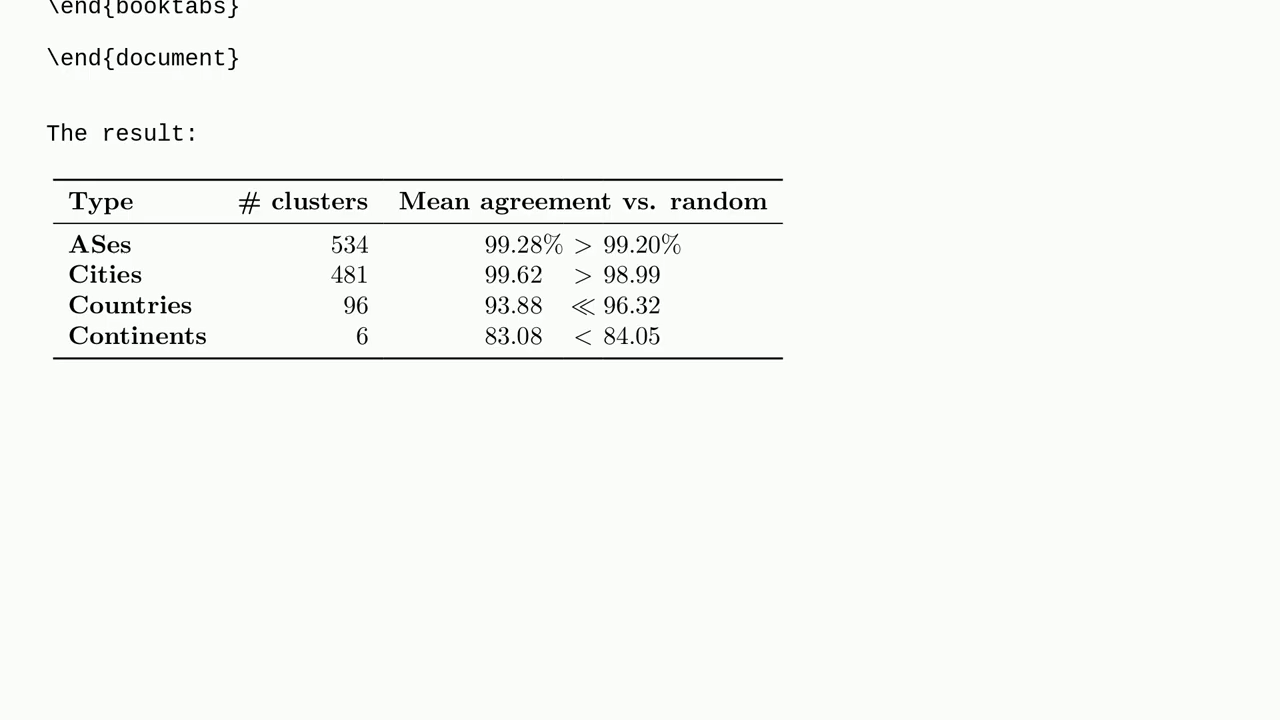 \end{booktabs}
\end{document}
The result:
Type # clusters Mean agreement vs. random
ASes 534 99.28% > 99.20%
Cities 481 99.62 > 98.99
Countries 96 93.88 ≪ 96.32
Continents 6 83.08 < 84.05